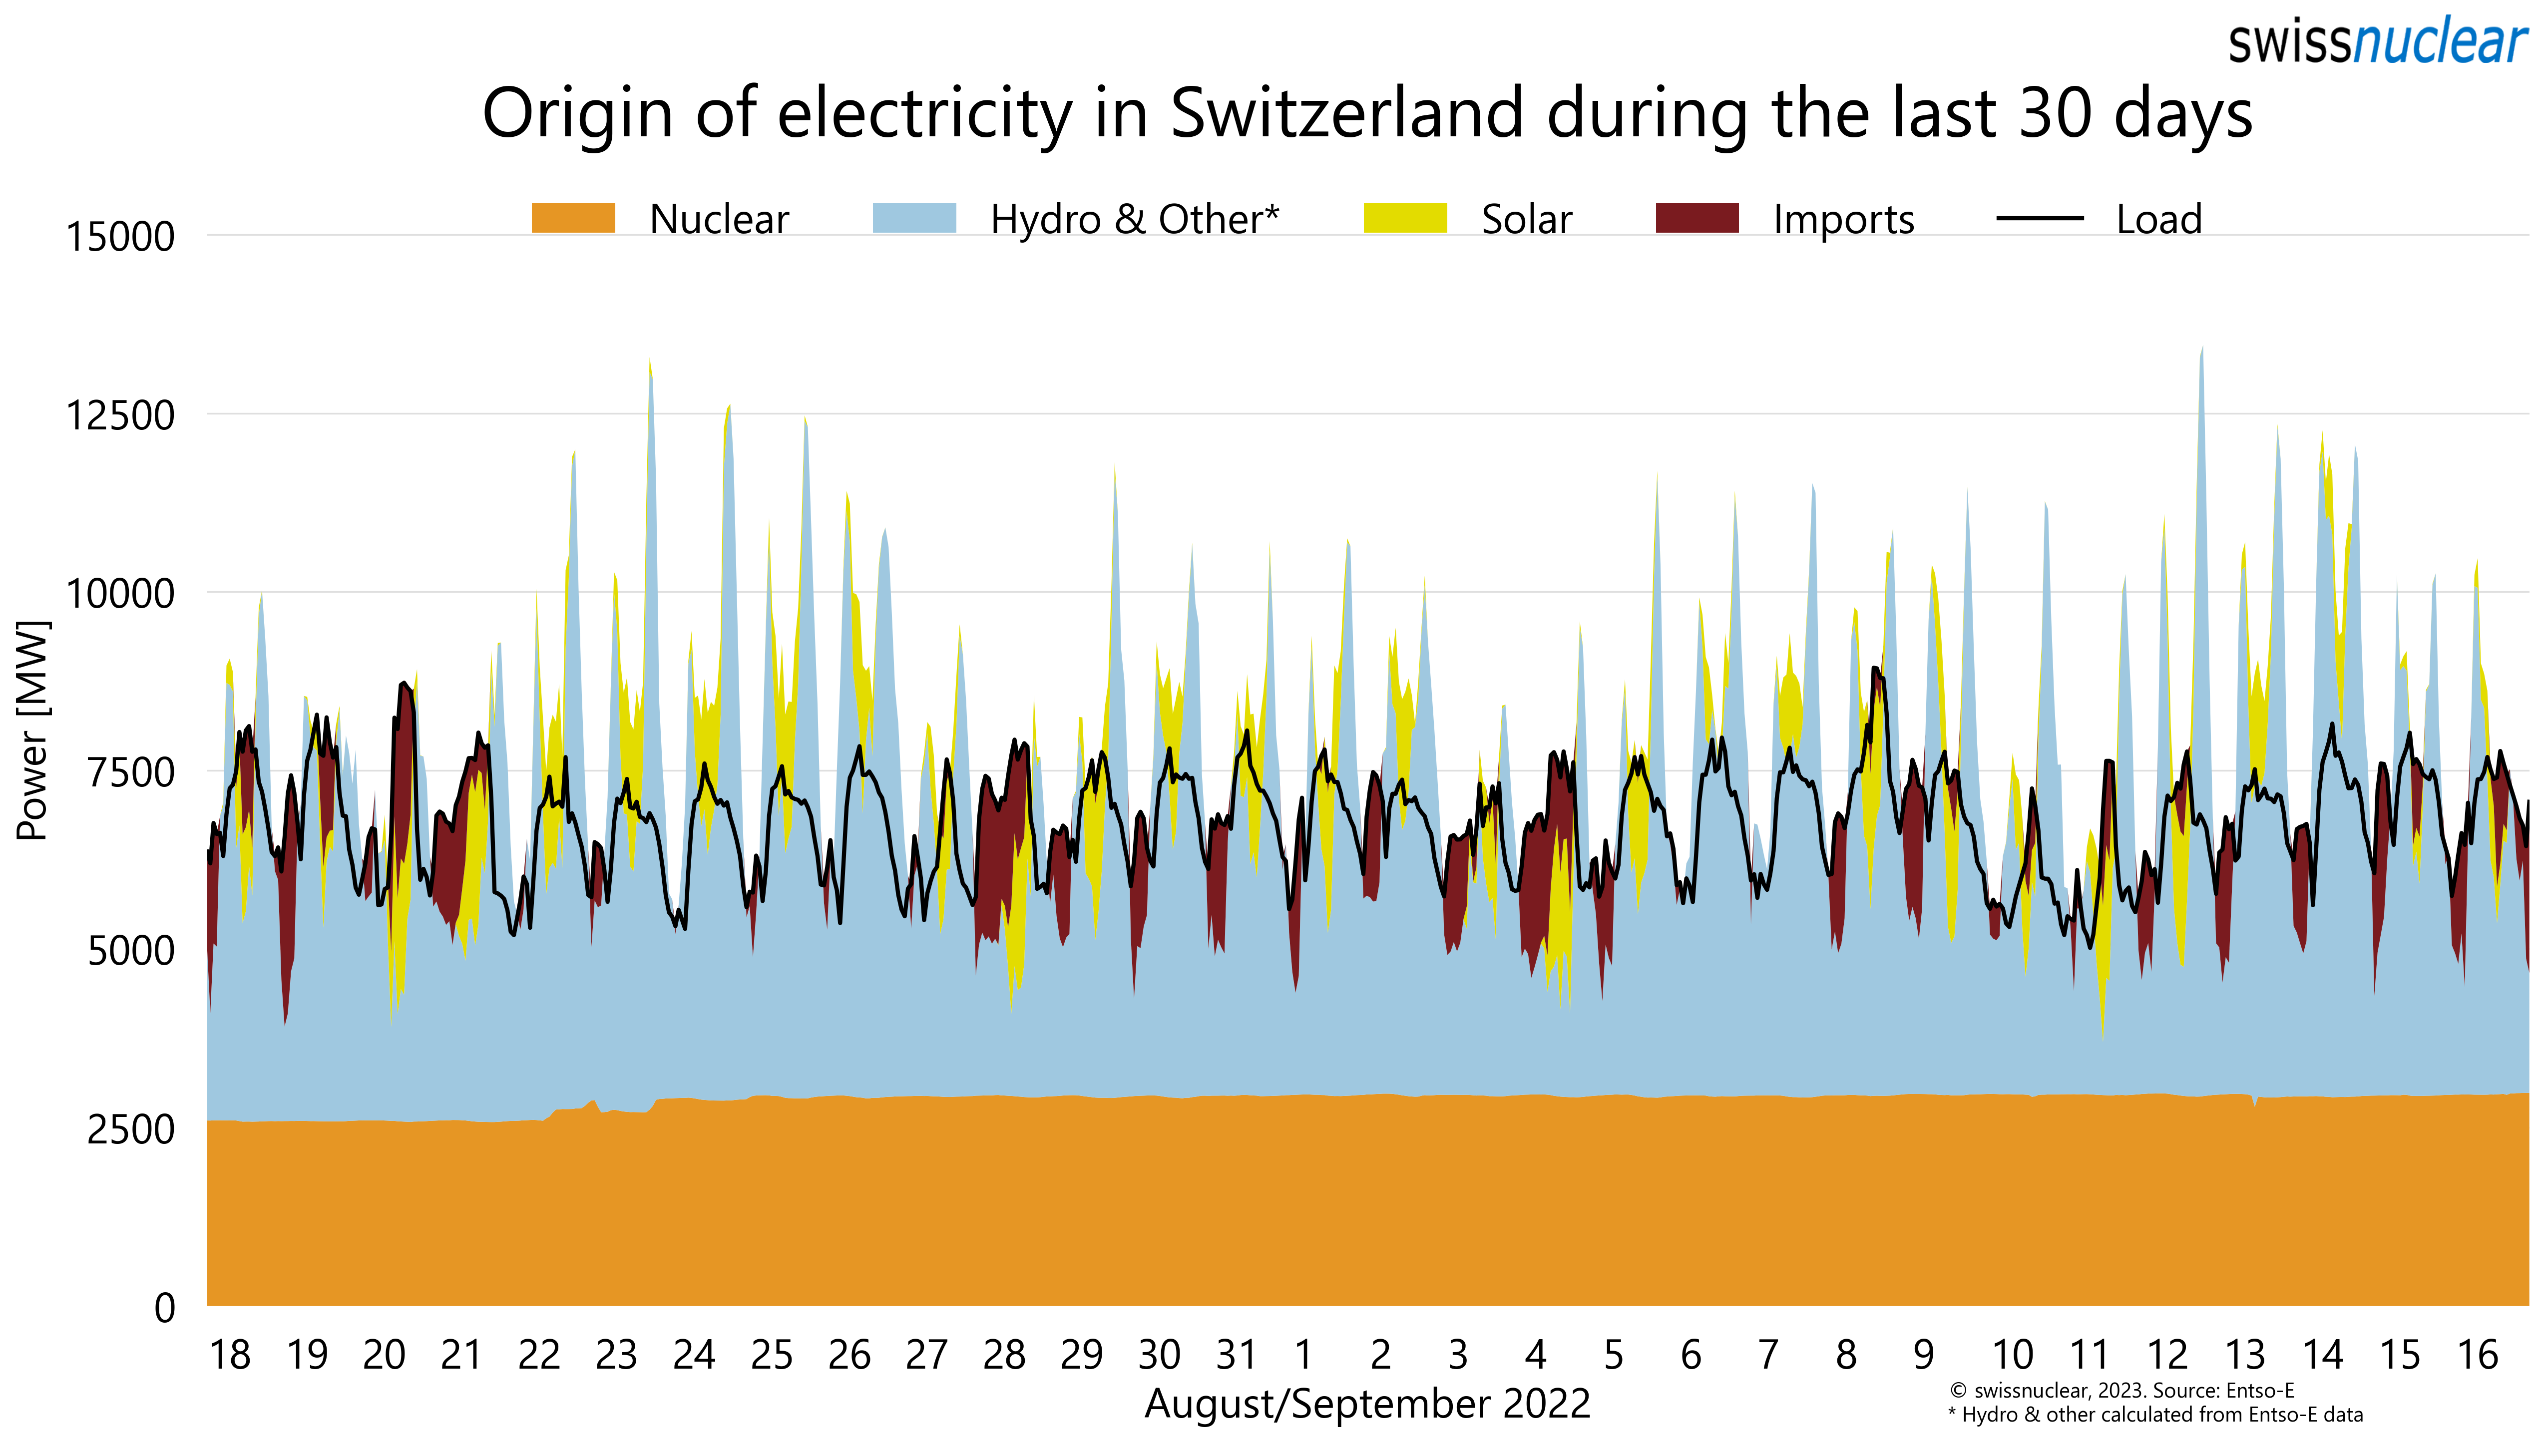 swissnuclear
Origin of electricity in Switzerland during the last 30 days
Nuclear Hydro & Other* Solar Imports Load
15000
12500
10000
7500
5000
2500
0
Power [MW]
18 19 20 21 22 23 24 25 26 27 28 29 30 31 1 2 3 4 5 6 7 8 9 10 11 12 13 14 15 16
August/September 2022
© swissnuclear, 2023. Source: Entso-E
* Hydro & other calculated from Entso-E data